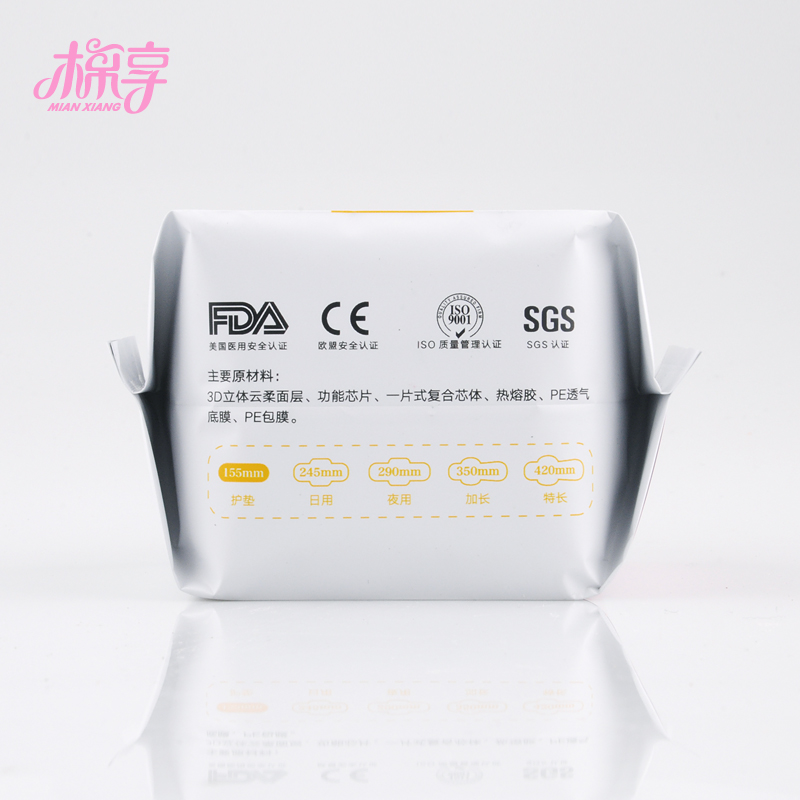 棉享
MIAN XIANG
FDA CE ISO 9001 SGS
QUALITY ASSURED FIRM
美国医用安全认证 欧盟安全认证 ISO 质量管理认证 SGS 认证
主要原材料：
3D立体云柔面层、功能芯片、一片式复合芯体、热熔胶、PE透气
底膜、PE包膜。
155mm 245mm 290mm 350mm 420mm
护垫 日用 夜用 加长 特长